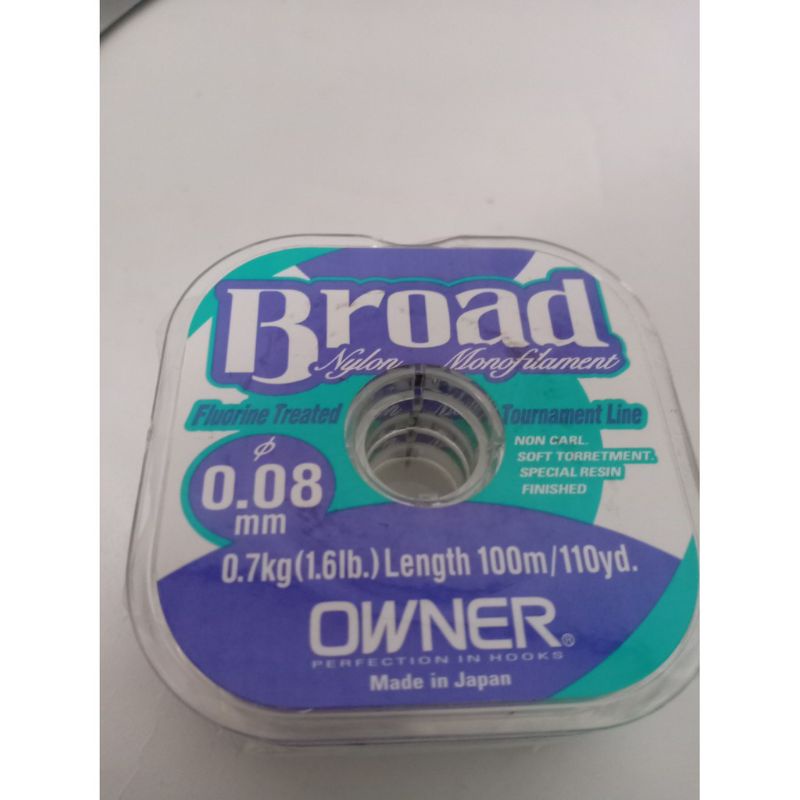 Broad
Nylon Monofilament
Fluorine Treated Tournament Line
NON CARL.
SOFT TORRETMENT.
SPECIAL RESIN
FINISHED
ϕ
0.08
mm
0.7kg(1.6lb.) Length 100m/110yd.
OWNER®
PERFECTION IN HOOKS
Made in Japan